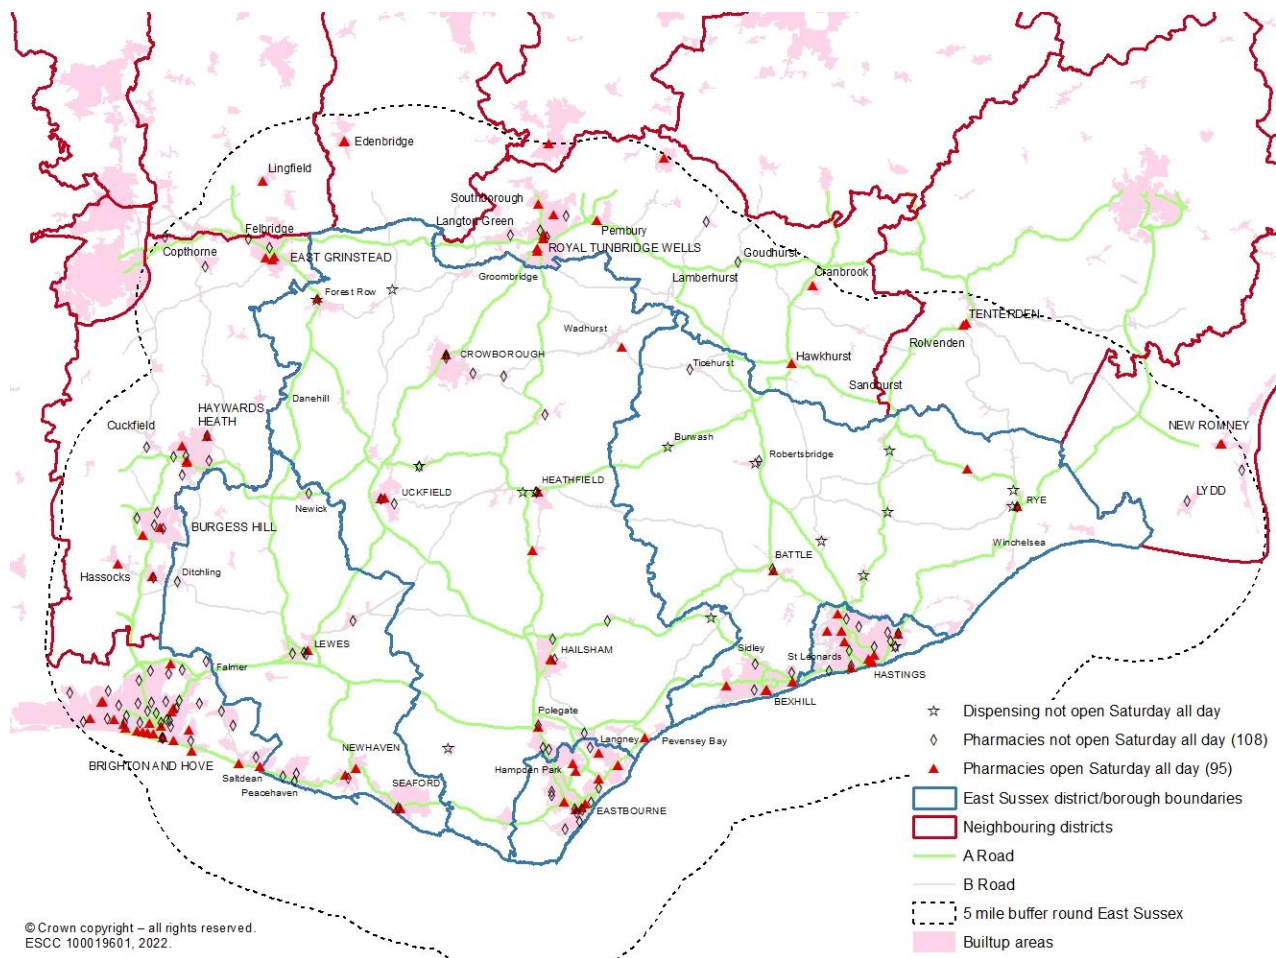 Edenbridge
Lingfield
Southborough
Langton Green
Pembury
Felbridge
Copthorne
EAST GRINSTEAD
ROYAL TUNBRIDGE WELLS
Goudhurst
Groombridge
Lamberhurst
Cranbrook
Forest Row
TENTERDEN
Wadhurst
Rolvenden
CROWBOROUGH
Ticehurst
Hawkhurst
Sandhurst
Danehill
HAYWARDS
HEATH
Cuckfield
NEW ROMNEY
Burwash
Robertsbridge
HEATHFIELD
UCKFIELD
LYDD
Newick
RYE
BURGESS HILL
Winchelsea
BATTLE
Hassocks
Ditchling
LEWES
HAILSHAM
Sidley
St Leonards
Falmer
HASTINGS
BEXHILL
Polegate
Langney
Pevensey Bay
NEWHAVEN
BRIGHTON AND HOVE
Hampden Park
Saltdean
SEAFORD
Peacehaven
EASTBOURNE
Dispensing not open Saturday all day
Pharmacies not open Saturday all day (108)
Pharmacies open Saturday all day (95)
East Sussex district/borough boundaries
Neighbouring districts
A Road
B Road
5 mile buffer round East Sussex
Builtup areas
© Crown copyright – all rights reserved.
ESCC 100019601, 2022.